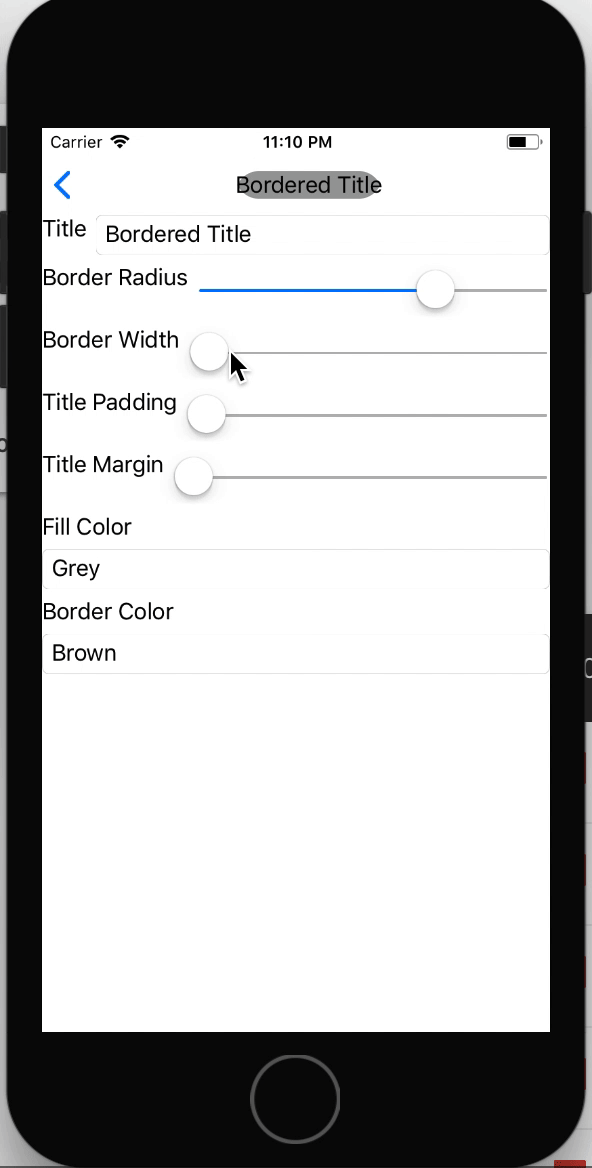 Carrier 11:10 PM
Bordered Title
Title Bordered Title
Border Radius
Border Width
Title Padding
Title Margin
Fill Color
Grey
Border Color
Brown